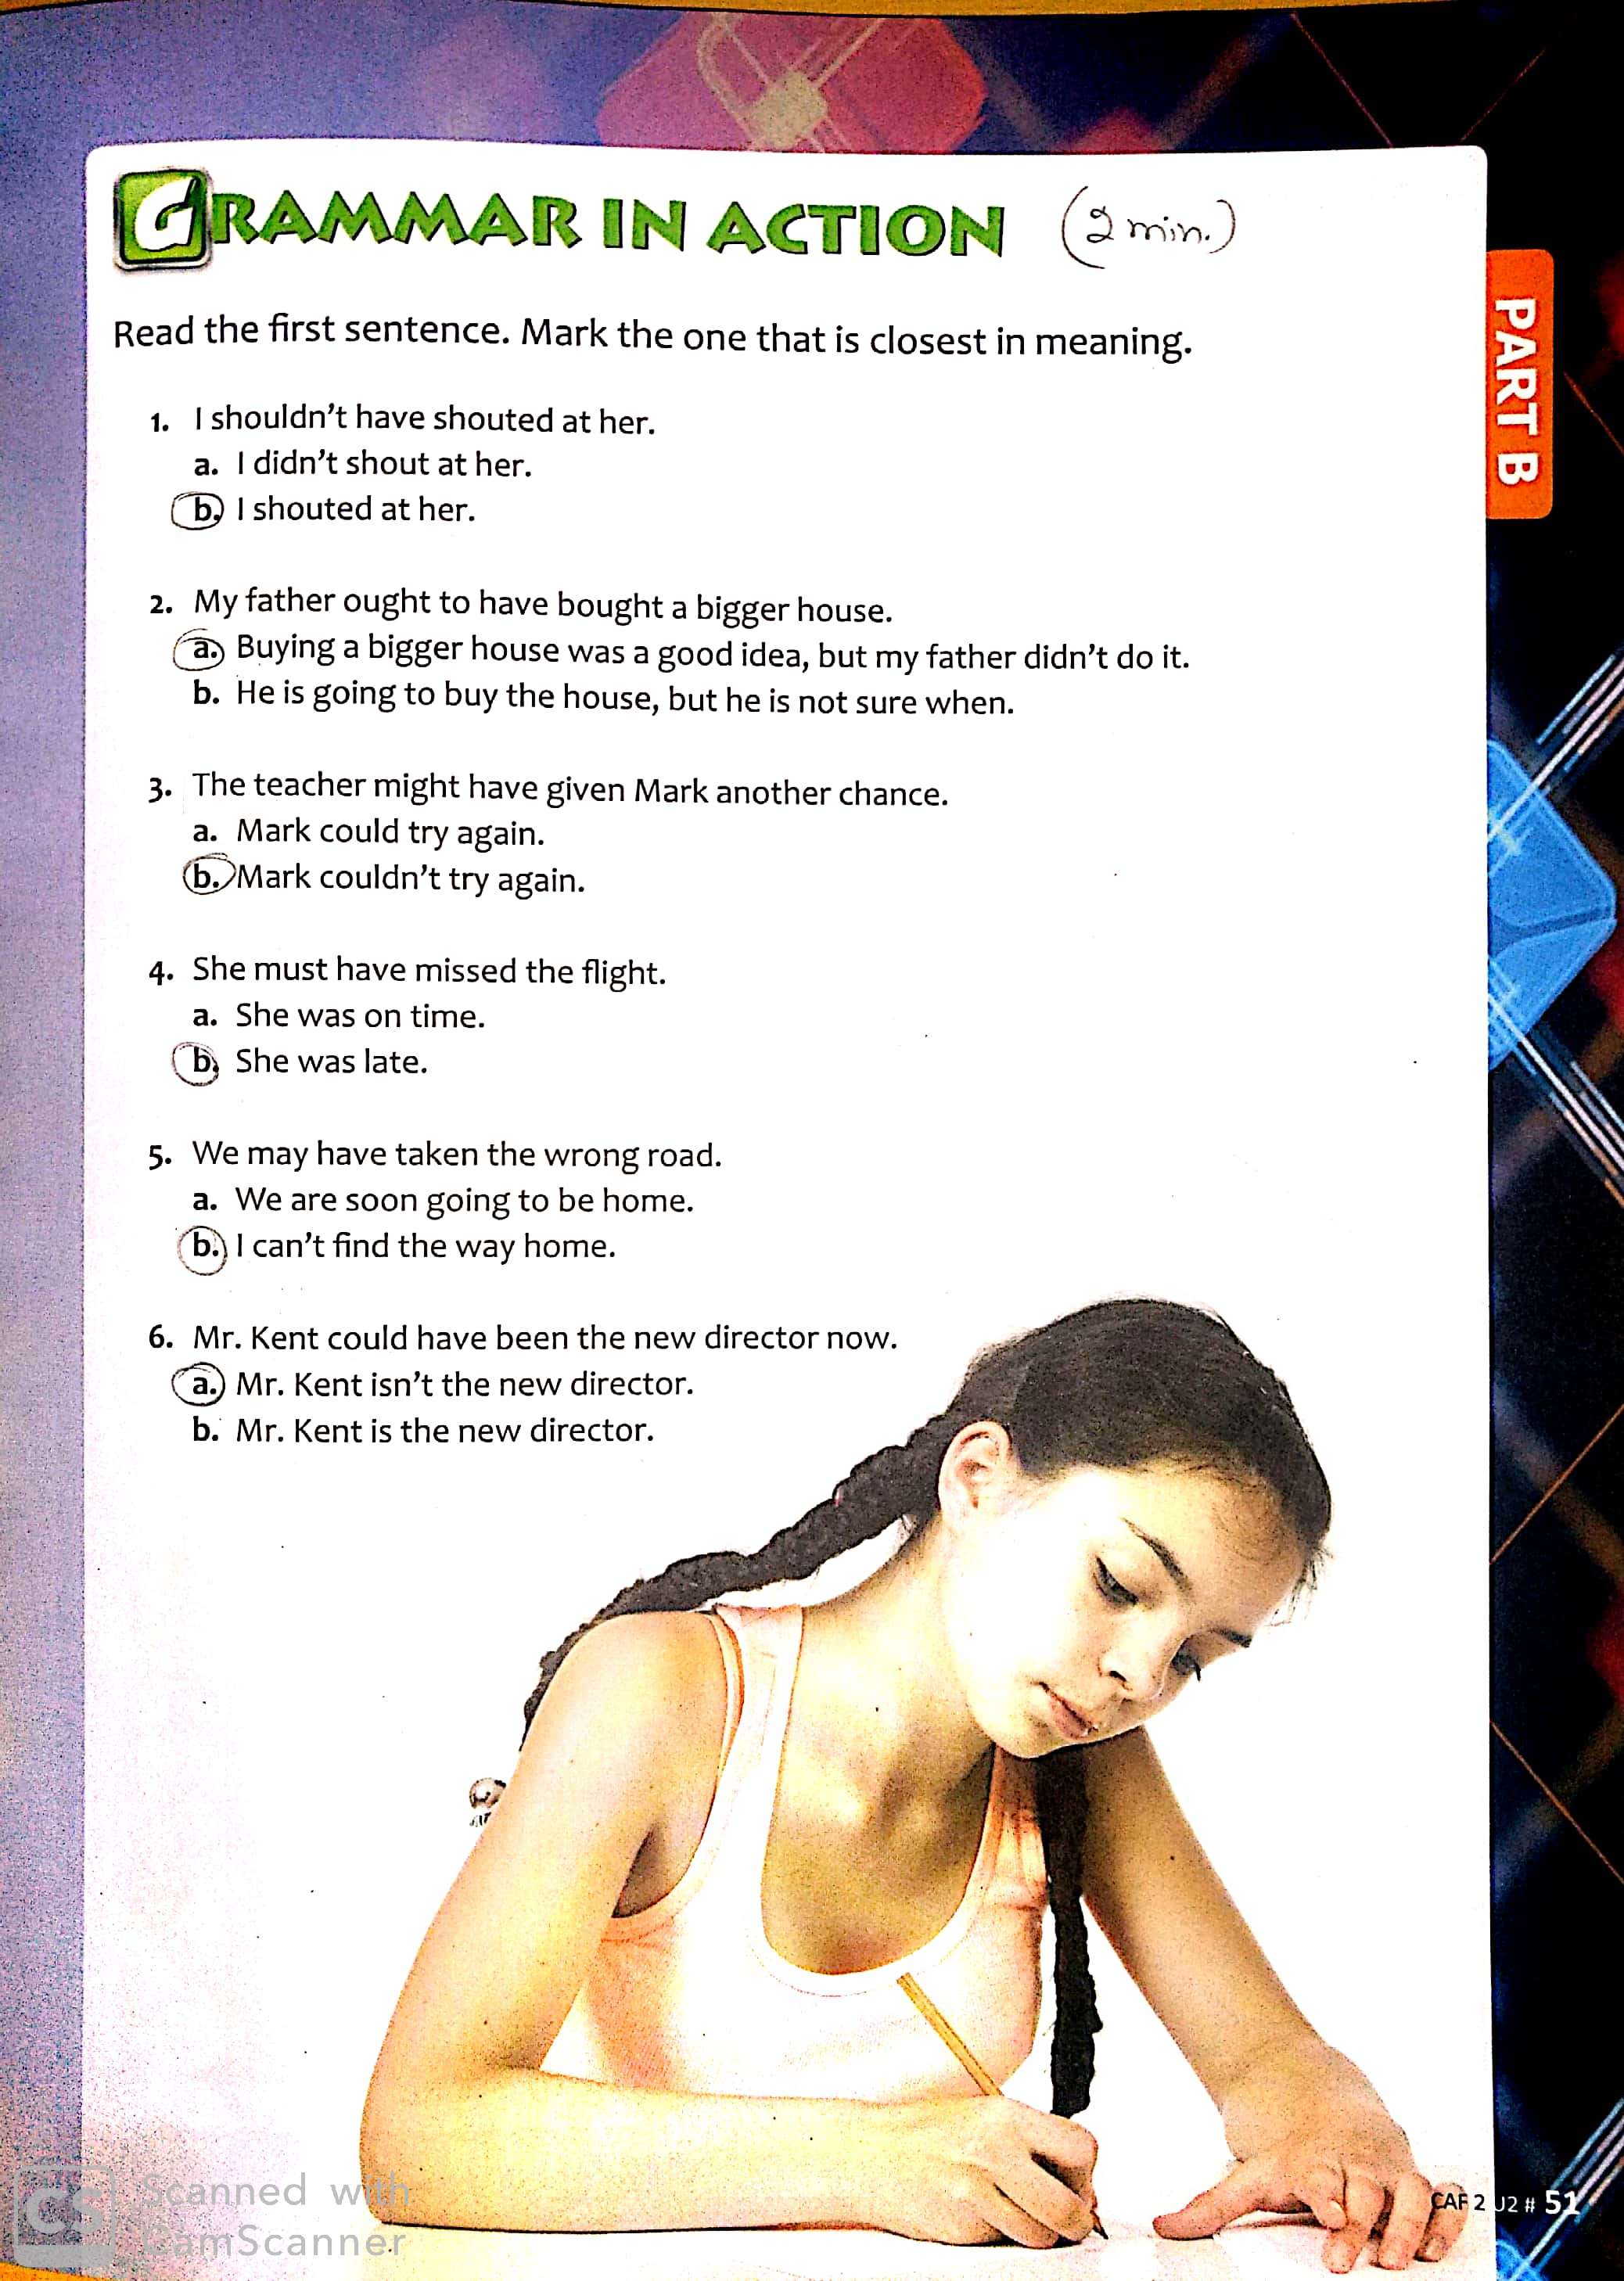 GRAMMAR IN ACTION (2 min.)
Read the first sentence. Mark the one that is closest in meaning.
1. I shouldn't have shouted at her.
a. I didn't shout at her.
b. I shouted at her.
2. My father ought to have bought a bigger house.
a. Buying a bigger house was a good idea, but my father didn't do it.
b. He is going to buy the house, but he is not sure when.
3. The teacher might have given Mark another chance.
a. Mark could try again.
b. Mark couldn't try again.
4. She must have missed the flight.
a. She was on time.
b. She was late.
5. We may have taken the wrong road.
a. We are soon going to be home.
b. I can't find the way home.
6. Mr. Kent could have been the new director now.
a. Mr. Kent isn't the new director.
b. Mr. Kent is the new director.
PART B
CAF 2 U2 # 51
CS Scanned with
CamScanner